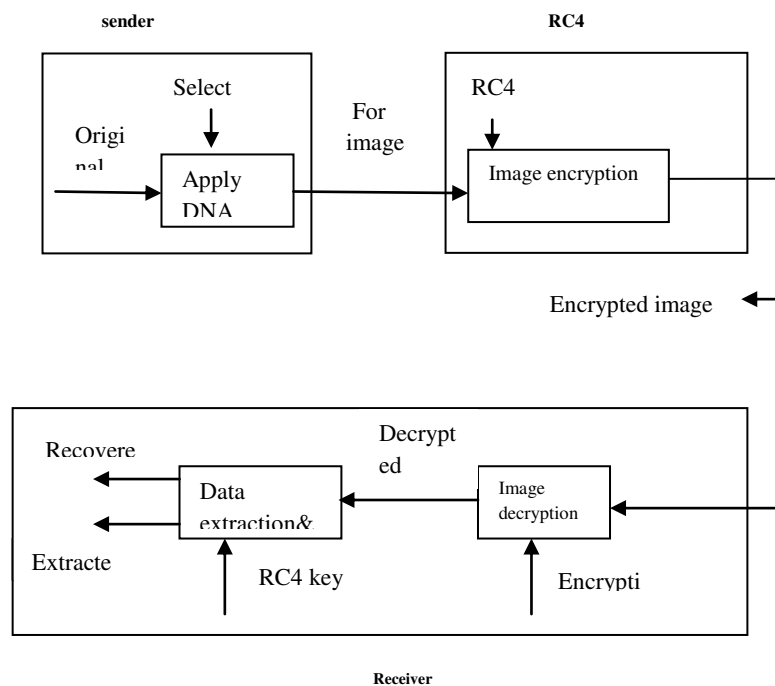 sender
RC4
Select
RC4
For
image
Origi
nal
Image encryption
Apply
DNA
Encrypted image
Decrypt
ed
Recovere
Data
extraction&
Image
decryption
Extracte
RC4 key
Encrypti
Receiver